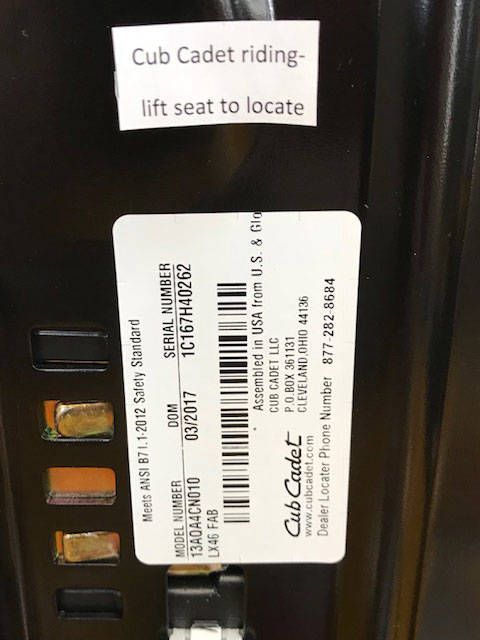 Cub Cadet riding-
lift seat to locate
Meets ANSI B71.1-2012 Safety Standard
MODEL NUMBER DOM SERIAL NUMBER
13AQA4CN010 03/2017 1C167H40262
LX46 FAB
* Assembled in USA from U.S. & Glo
CUB CADET LLC
P.O.BOX 361131
CLEVELAND,OHIO 44136
Cub Cadet
www.cubcadet.com
Dealer Locater Phone Number 877-282-8684